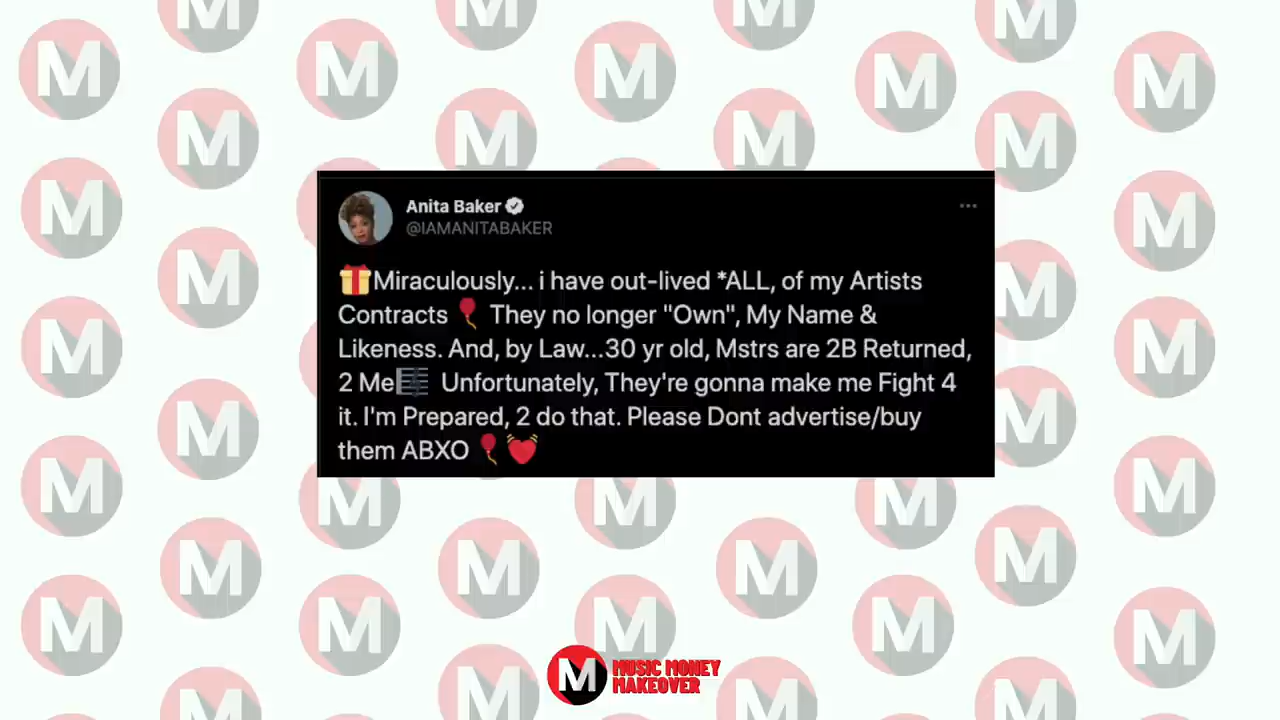 Anita Baker
@IAMANITABAKER
🎁Miraculously... i have out-lived *ALL, of my Artists
Contracts🎈 They no longer "Own", My Name &
Likeness. And, by Law...30 yr old, Mstrs are 2B Returned,
2 Me🎼 Unfortunately, They're gonna make me Fight 4
it. I'm Prepared, 2 do that. Please Dont advertise/buy
them ABXO 🎈💓
M MUSIC MONEY
MAKEOVER